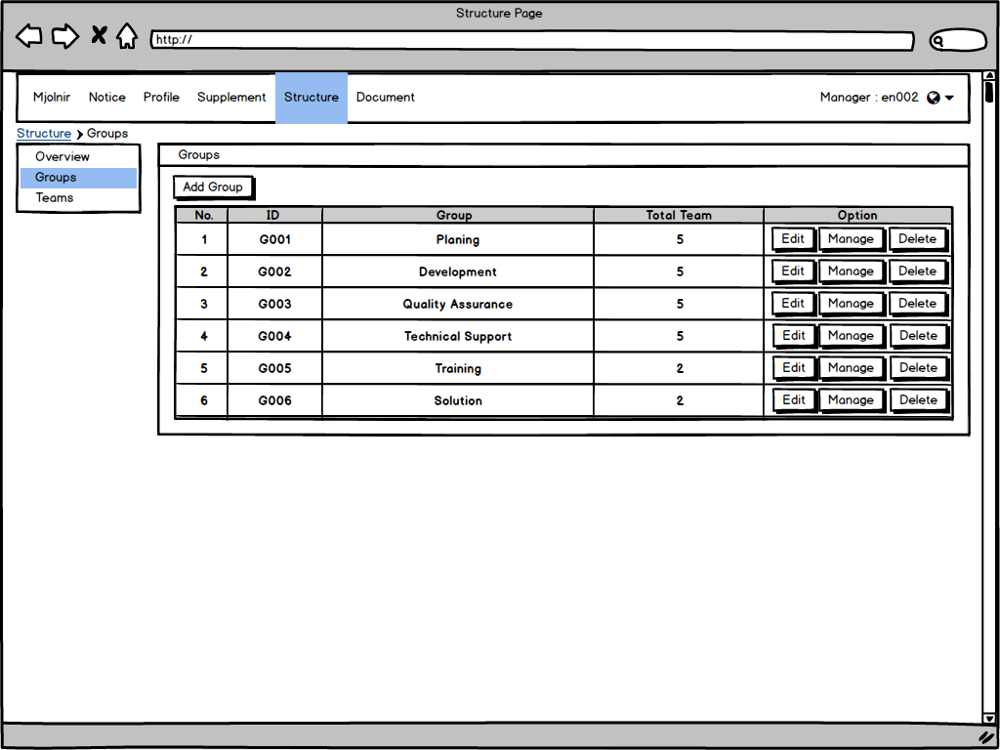 Structure Page
http://
Mjolnir Notice Profile Supplement Structure Document Manager : en002
Structure Groups
Overview
Groups
Teams
Groups
Add Group
No. ID Group Total Team Option
1 G001 Planing 5 Edit Manage Delete
2 G002 Development 5 Edit Manage Delete
3 G003 Quality Assurance 5 Edit Manage Delete
4 G004 Technical Support 5 Edit Manage Delete
5 G005 Training 2 Edit Manage Delete
6 G006 Solution 2 Edit Manage Delete